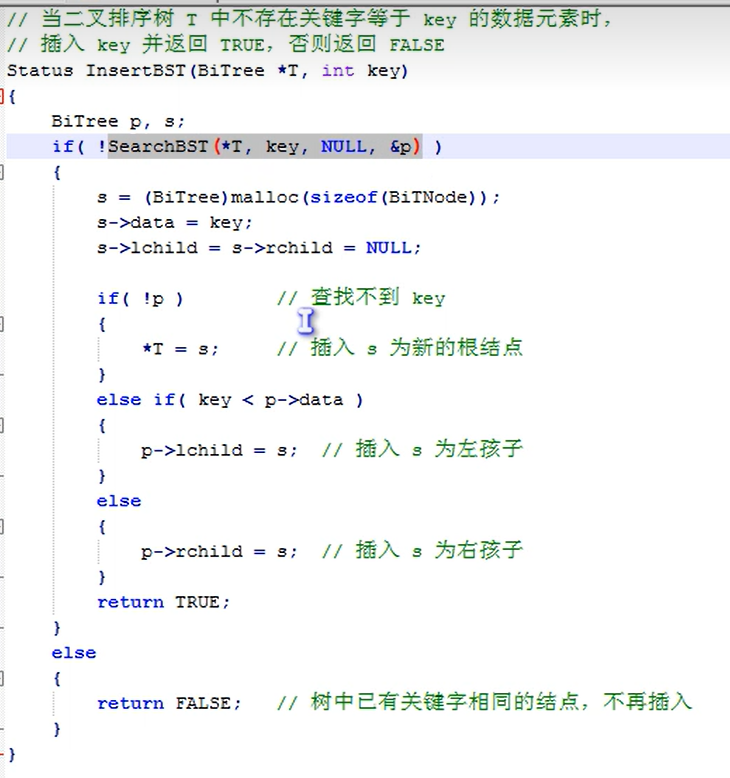 // 当二叉排序树 T 中不存在关键字等于 key 的数据元素时，
// 插入 key 并返回 TRUE，否则返回 FALSE
Status InsertBST(BiTree *T, int key)
{
    BiTree p, s;
    if( !SearchBST(*T, key, NULL, &p) )
    {
        s = (BiTree)malloc(sizeof(BiTNode));
        s->data = key;
        s->lchild = s->rchild = NULL;

        if( !p )        // 查找不到 key
        {
            *T = s;     // 插入 s 为新的根结点
        }
        else if( key < p->data )
        {
            p->lchild = s;  // 插入 s 为左孩子
        }
        else
        {
            p->rchild = s;  // 插入 s 为右孩子
        }
        return TRUE;
    }
    else
    {
        return FALSE;   // 树中已有关键字相同的结点，不再插入
    }
}